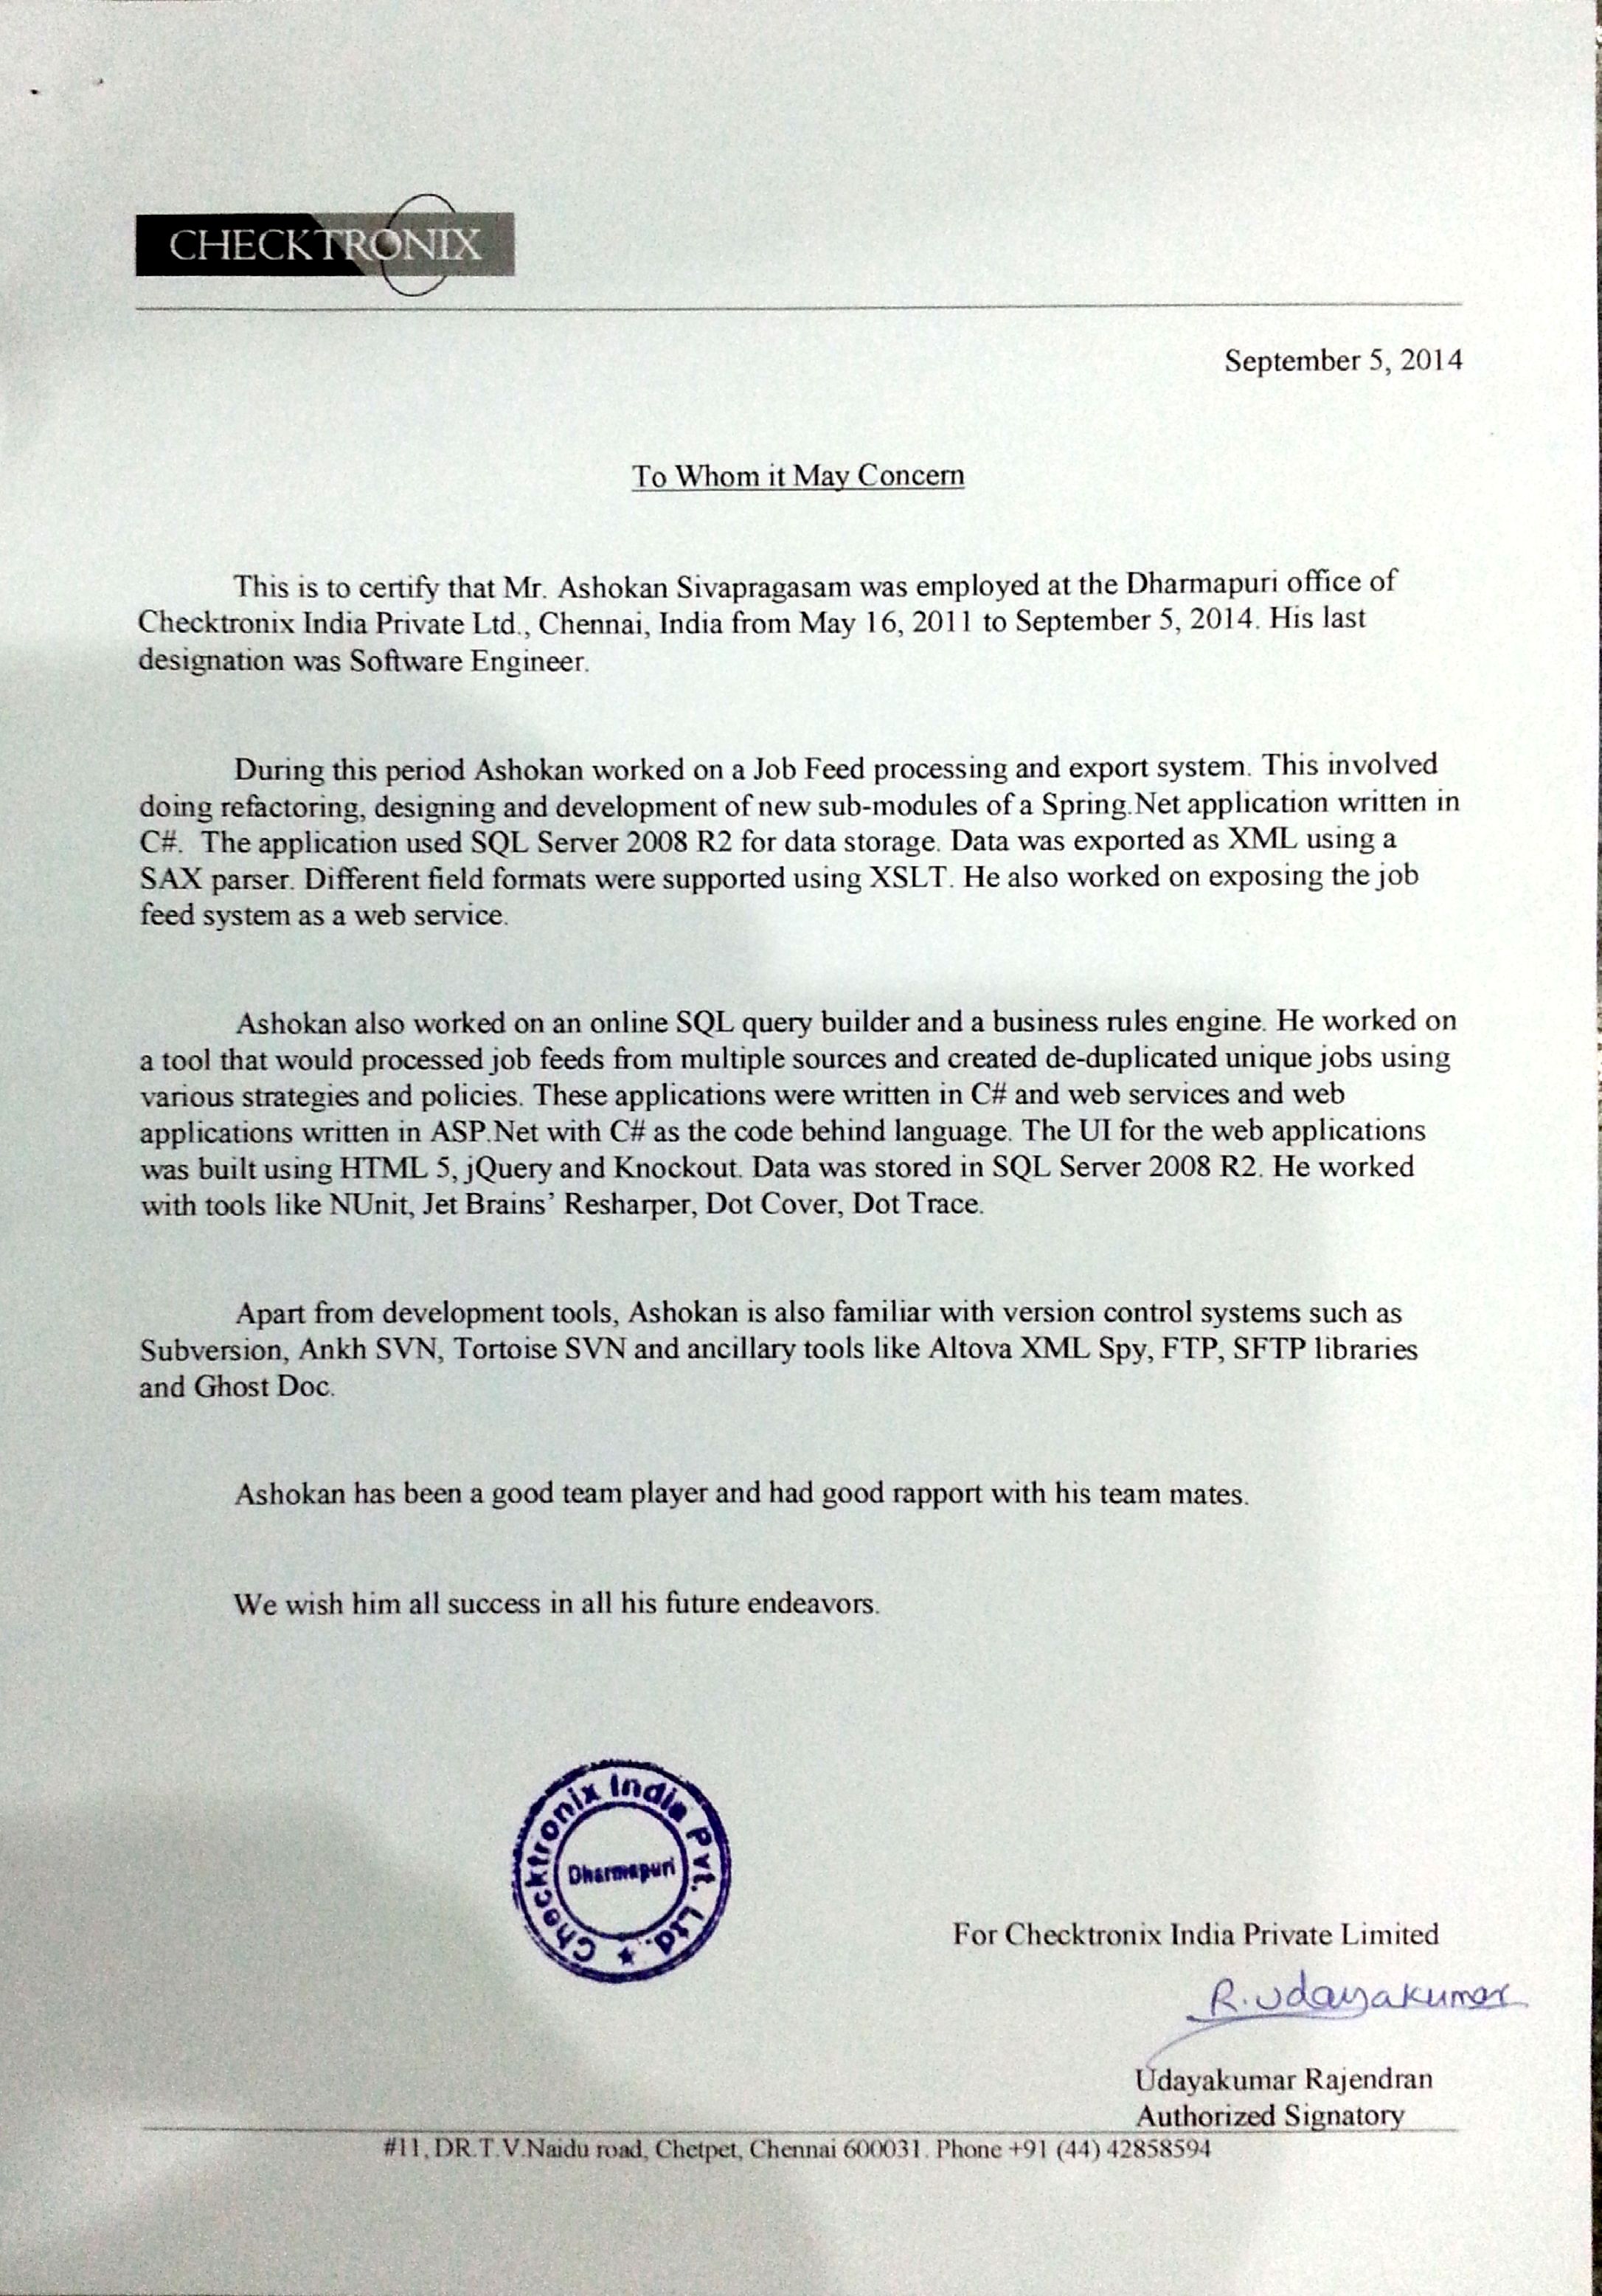 CHECKTRONIX
September 5, 2014
To Whom it May Concern
This is to certify that Mr. Ashokan Sivapragasam was employed at the Dharmapuri office of
Checktronix India Private Ltd., Chennai, India from May 16, 2011 to September 5, 2014. His last
designation was Software Engineer.
During this period Ashokan worked on a Job Feed processing and export system. This involved
doing refactoring, designing and development of new sub-modules of a Spring.Net application written in
C#.  The application used SQL Server 2008 R2 for data storage. Data was exported as XML using a
SAX parser. Different field formats were supported using XSLT. He also worked on exposing the job
feed system as a web service.
Ashokan also worked on an online SQL query builder and a business rules engine. He worked on
a tool that would processed job feeds from multiple sources and created de-duplicated unique jobs using
various strategies and policies. These applications were written in C# and web services and web
applications written in ASP.Net with C# as the code behind language. The UI for the web applications
was built using HTML 5, jQuery and Knockout. Data was stored in SQL Server 2008 R2. He worked
with tools like NUnit, Jet Brains’ Resharper, Dot Cover, Dot Trace.
Apart from development tools, Ashokan is also familiar with version control systems such as
Subversion, Ankh SVN, Tortoise SVN and ancillary tools like Altova XML Spy, FTP, SFTP libraries
and Ghost Doc.
Ashokan has been a good team player and had good rapport with his team mates.
We wish him all success in all his future endeavors.
Checktronix India Pvt. Ltd. ★
Dharmapuri
For Checktronix India Private Limited
R.Udayakumar
Udayakumar Rajendran
Authorized Signatory
#11, DR.T.V.Naidu road, Chetpet, Chennai 600031. Phone +91 (44) 42858594